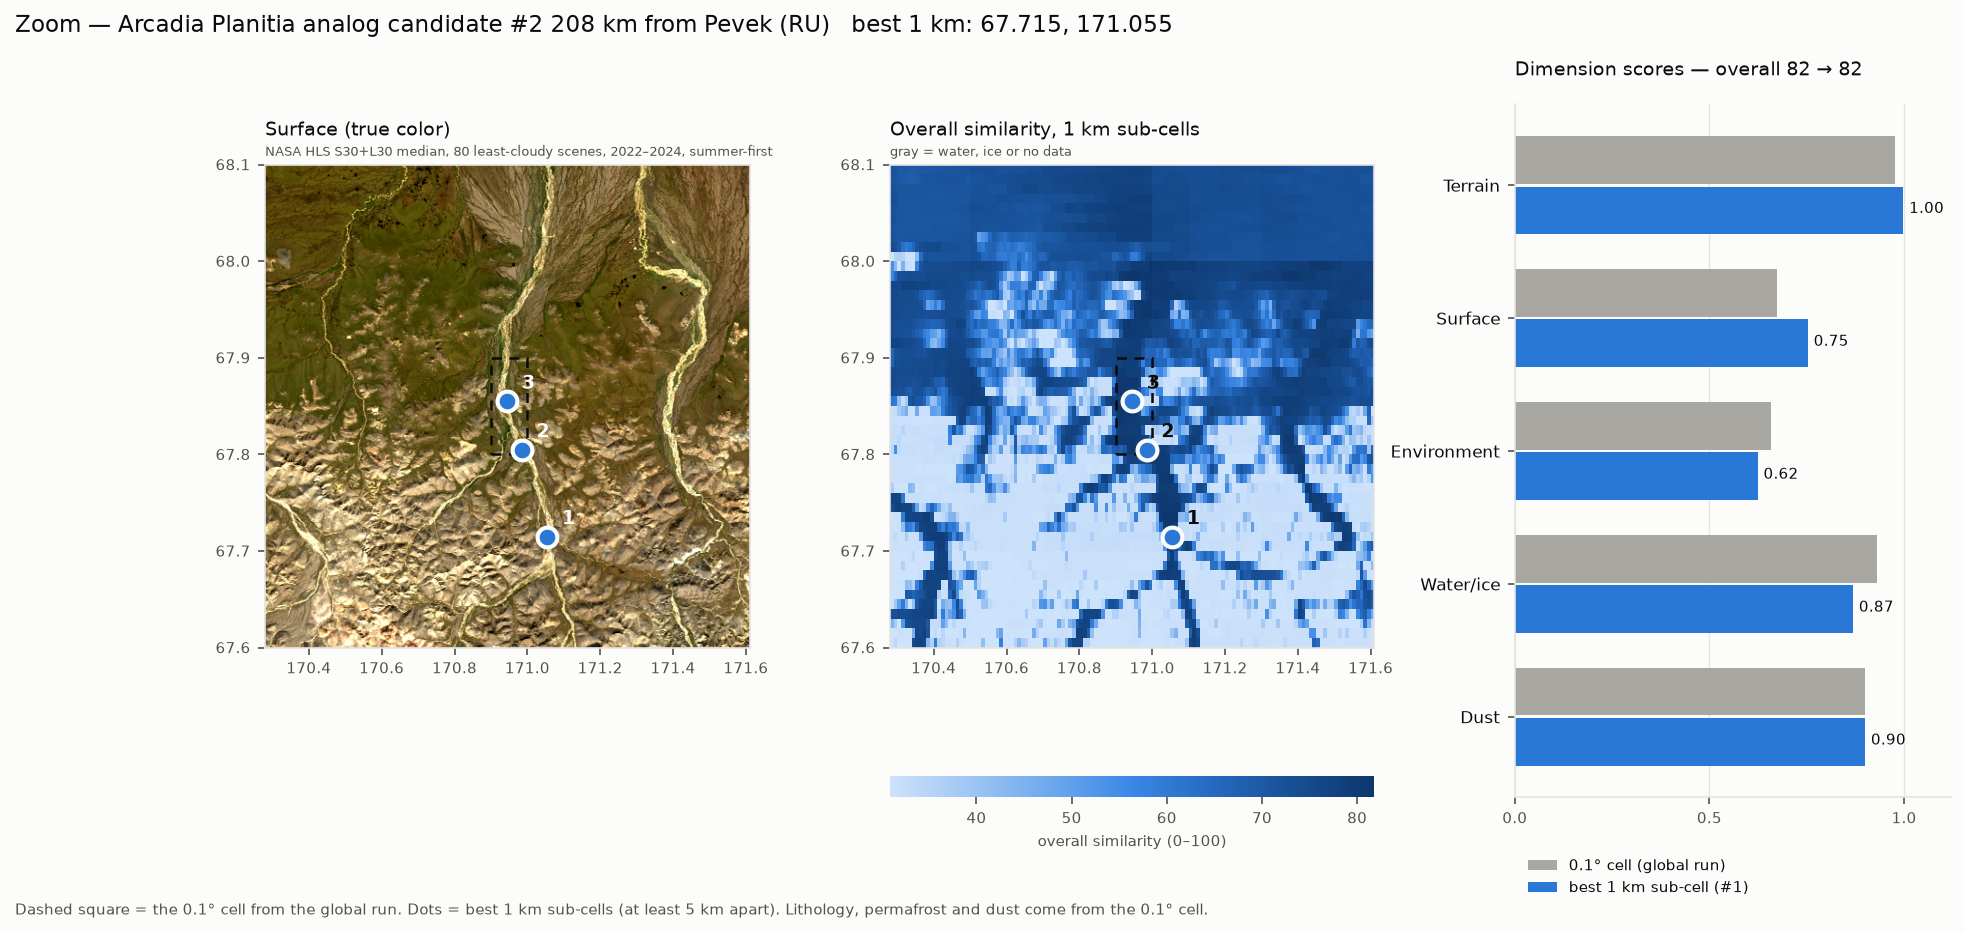 Zoom — Arcadia Planitia analog candidate #2 208 km from Pevek (RU)   best 1 km: 67.715, 171.055
Surface (true color)
NASA HLS S30+L30 median, 80 least-cloudy scenes, 2022–2024, summer-first
68.1
68.0
67.9
67.8
67.7
67.6
170.4 170.6 170.8 171.0 171.2 171.4 171.6
3
2
1
Overall similarity, 1 km sub-cells
gray = water, ice or no data
68.1
68.0
67.9
67.8
67.7
67.6
170.4 170.6 170.8 171.0 171.2 171.4 171.6
3
2
1
40 50 60 70 80
overall similarity (0–100)
Dimension scores — overall 82 → 82
Terrain 1.00
Surface 0.75
Environment 0.62
Water/ice 0.87
Dust 0.90
0.0 0.5 1.0
0.1° cell (global run)
best 1 km sub-cell (#1)
Dashed square = the 0.1° cell from the global run. Dots = best 1 km sub-cells (at least 5 km apart). Lithology, permafrost and dust come from the 0.1° cell.